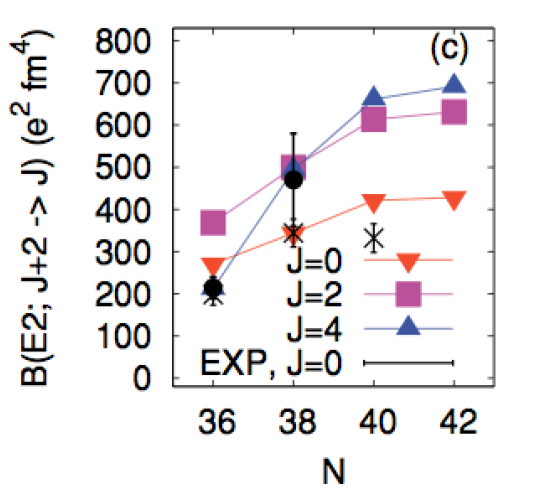 (c)
B(E2; J+2 -> J) (e² fm⁴)
800
700
600
500
400
300
200
100
0
J=0
J=2
J=4
EXP, J=0
36 38 40 42
N